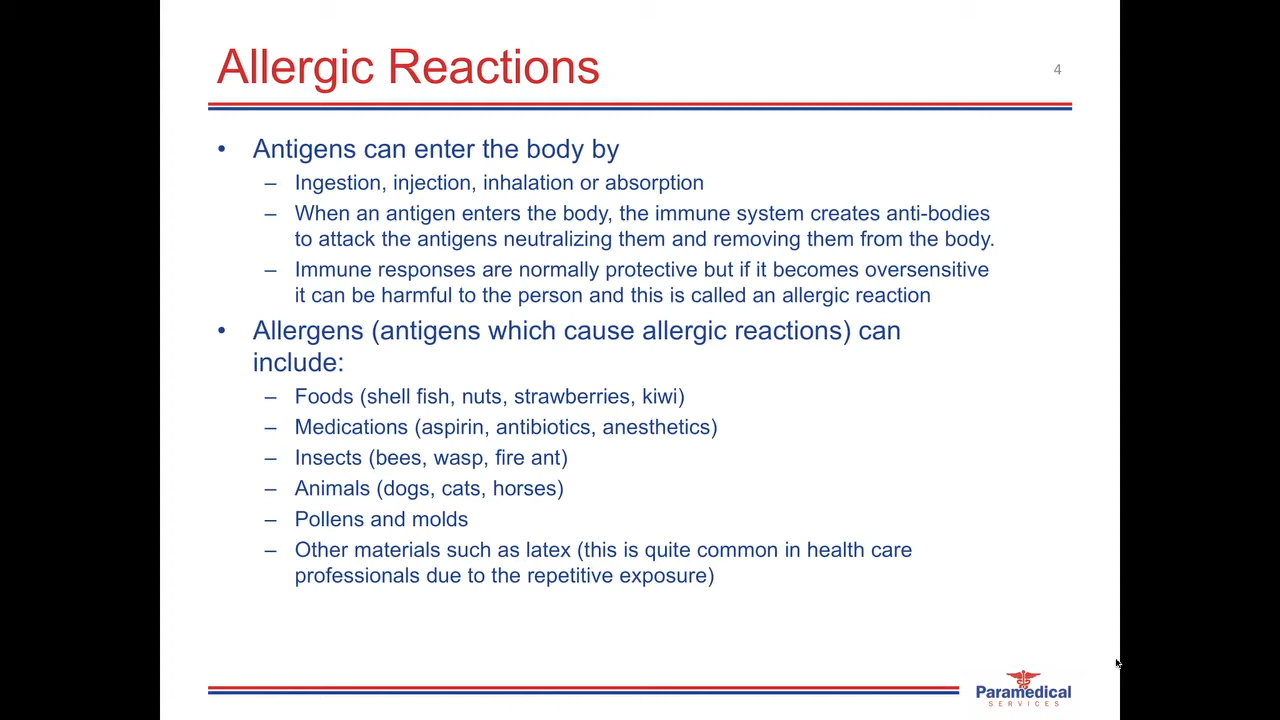 Allergic Reactions
4
• Antigens can enter the body by
– Ingestion, injection, inhalation or absorption
– When an antigen enters the body, the immune system creates anti-bodies
to attack the antigens neutralizing them and removing them from the body.
– Immune responses are normally protective but if it becomes oversensitive
it can be harmful to the person and this is called an allergic reaction
• Allergens (antigens which cause allergic reactions) can
include:
– Foods (shell fish, nuts, strawberries, kiwi)
– Medications (aspirin, antibiotics, anesthetics)
– Insects (bees, wasp, fire ant)
– Animals (dogs, cats, horses)
– Pollens and molds
– Other materials such as latex (this is quite common in health care
professionals due to the repetitive exposure)
Paramedical
SERVICES